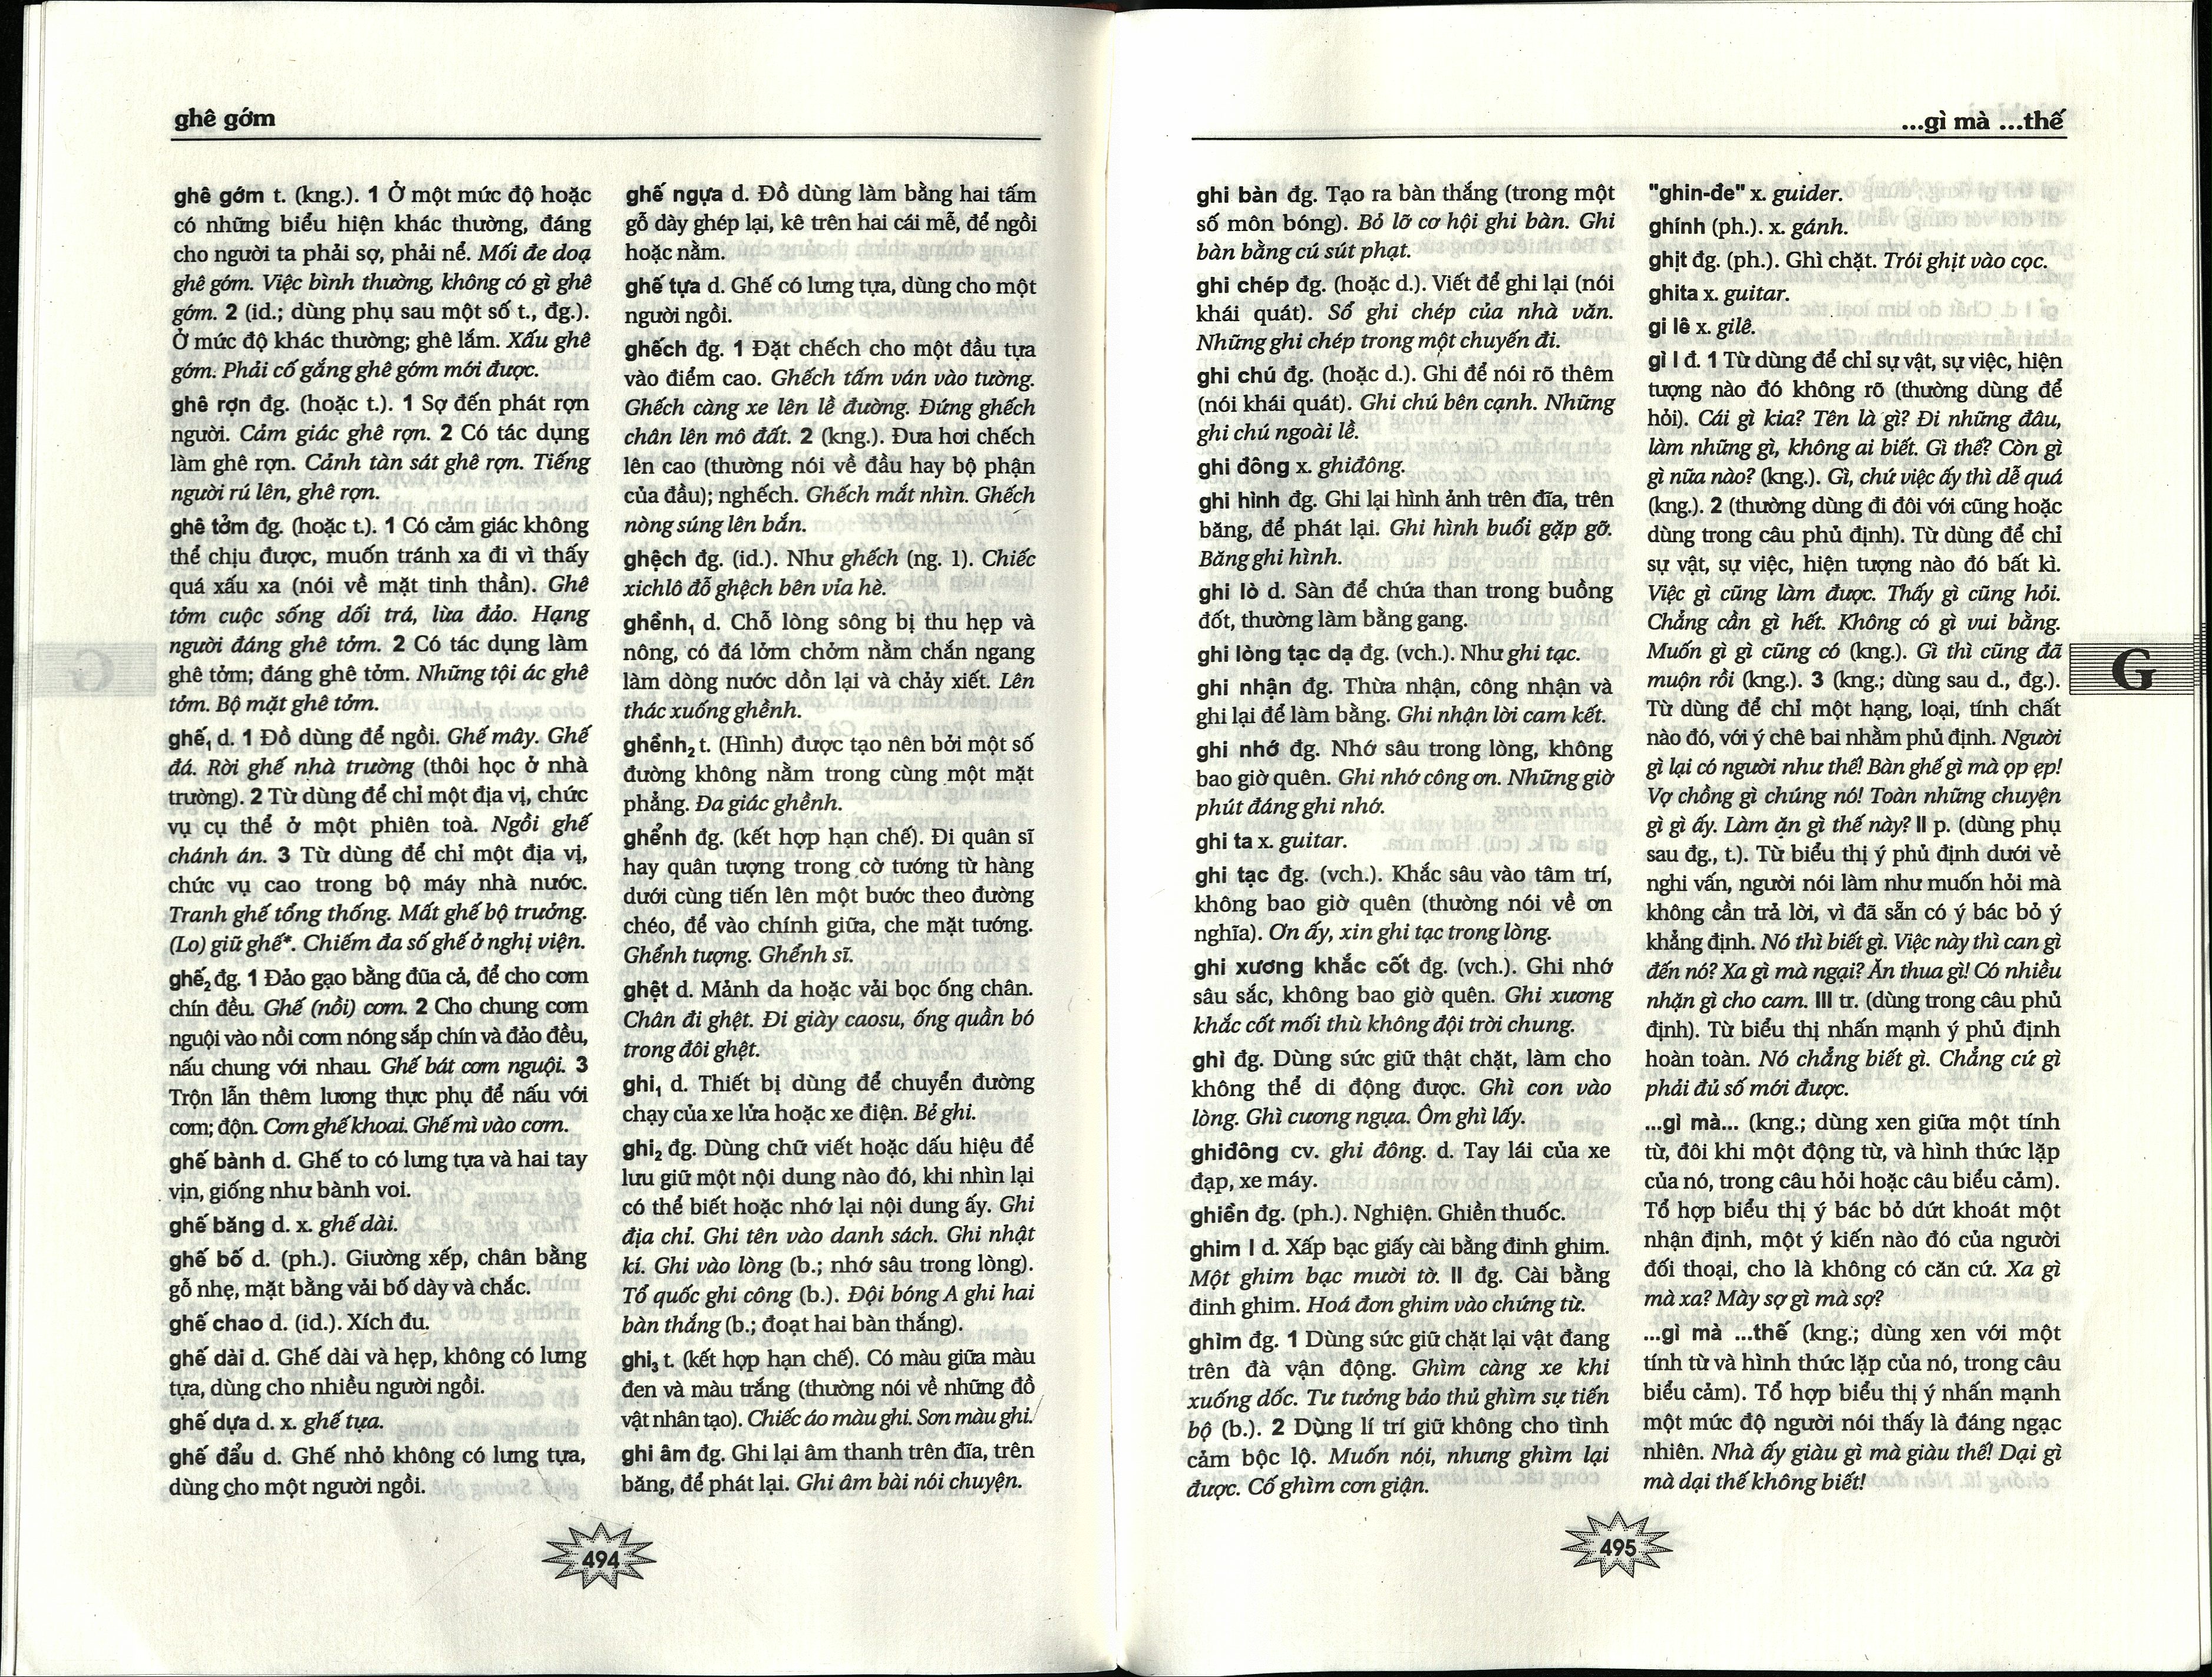 ghê gớm
ghê gớm t. (kng.). 1 Ở một mức độ hoặc
có những biểu hiện khác thường, đáng
cho người ta phải sợ, phải nể. Mối đe doạ
ghê gớm. Việc bình thường, không có gì ghê
gớm. 2 (id.; dùng phụ sau một số t., đg.).
Ở mức độ khác thường; ghê lắm. Xấu ghê
gớm. Phải cố gắng ghê gớm mới được.
ghê rợn đg. (hoặc t.). 1 Sợ đến phát rợn
người. Cảm giác ghê rợn. 2 Có tác dụng
làm ghê rợn. Cảnh tàn sát ghê rợn. Tiếng
người rú lên, ghê rợn.
ghê tởm đg. (hoặc t.). 1 Có cảm giác không
thể chịu được, muốn tránh xa đi vì thấy
quá xấu xa (nói về mặt tinh thần). Ghê
tởm cuộc sống dối trá, lừa đảo. Hạng
người đáng ghê tởm. 2 Có tác dụng làm
ghê tởm; đáng ghê tởm. Những tội ác ghê
tởm. Bộ mặt ghê tởm.
ghế₁ d. 1 Đồ dùng để ngồi. Ghế mây. Ghế
đá. Rời ghế nhà trường (thôi học ở nhà
trường). 2 Từ dùng để chỉ một địa vị, chức
vụ cụ thể ở một phiên toà. Ngồi ghế
chánh án. 3 Từ dùng để chỉ một địa vị,
chức vụ cao trong bộ máy nhà nước.
Tranh ghế tổng thống. Mất ghế bộ trưởng.
(Lo) giữ ghế*. Chiếm đa số ghế ở nghị viện.
ghế₂ đg. 1 Đảo gạo bằng đũa cả, để cho cơm
chín đều. Ghế (nồi) cơm. 2 Cho chung cơm
nguội vào nồi cơm nóng sắp chín và đảo đều,
nấu chung với nhau. Ghế bát cơm nguội. 3
Trộn lẫn thêm lương thực phụ để nấu với
cơm; độn. Cơm ghế khoai. Ghế mì vào cơm.
ghế bành d. Ghế to có lưng tựa và hai tay
vịn, giống như bành voi.
ghế băng d. x. ghế dài.
ghế bố d. (ph.). Giường xếp, chân bằng
gỗ nhẹ, mặt bằng vải bố dày và chắc.
ghế chao d. (id.). Xích đu.
ghế dài d. Ghế dài và hẹp, không có lưng
tựa, dùng cho nhiều người ngồi.
ghế dựa d. x. ghế tựa.
ghế đẩu d. Ghế nhỏ không có lưng tựa,
dùng cho một người ngồi.
ghế ngựa d. Đồ dùng làm bằng hai tấm
gỗ dày ghép lại, kê trên hai cái mễ, để ngồi
hoặc nằm.
ghế tựa d. Ghế có lưng tựa, dùng cho một
người ngồi.
ghếch đg. 1 Đặt chếch cho một đầu tựa
vào điểm cao. Ghếch tấm ván vào tường.
Ghếch càng xe lên lề đường. Đứng ghếch
chân lên mô đất. 2 (kng.). Đưa hơi chếch
lên cao (thường nói về đầu hay bộ phận
của đầu); nghếch. Ghếch mắt nhìn. Ghếch
nòng súng lên bắn.
ghệch đg. (id.). Như ghếch (ng. 1). Chiếc
xichlô đỗ ghệch bên vỉa hè.
ghềnh₁ d. Chỗ lòng sông bị thu hẹp và
nông, có đá lởm chởm nằm chắn ngang
làm dòng nước dồn lại và chảy xiết. Lên
thác xuống ghềnh.
ghềnh₂ t. (Hình) được tạo nên bởi một số
đường không nằm trong cùng một mặt
phẳng. Đa giác ghềnh.
ghểnh đg. (kết hợp hạn chế). Đi quân sĩ
hay quân tượng trong cờ tướng từ hàng
dưới cùng tiến lên một bước theo đường
chéo, để vào chính giữa, che mặt tướng.
Ghểnh tượng. Ghểnh sĩ.
ghệt d. Mảnh da hoặc vải bọc ống chân.
Chân đi ghệt. Đi giày caosu, ống quần bó
trong đôi ghệt.
ghi₁ d. Thiết bị dùng để chuyển đường
chạy của xe lửa hoặc xe điện. Bẻ ghi.
ghi₂ đg. Dùng chữ viết hoặc dấu hiệu để
lưu giữ một nội dung nào đó, khi nhìn lại
có thể biết hoặc nhớ lại nội dung ấy. Ghi
địa chỉ. Ghi tên vào danh sách. Ghi nhật
kí. Ghi vào lòng (b.; nhớ sâu trong lòng).
Tổ quốc ghi công (b.). Đội bóng A ghi hai
bàn thắng (b.; đoạt hai bàn thắng).
ghi₃ t. (kết hợp hạn chế). Có màu giữa màu
đen và màu trắng (thường nói về những đồ
vật nhân tạo). Chiếc áo màu ghi. Sơn màu ghi.
ghi âm đg. Ghi lại âm thanh trên đĩa, trên
băng, để phát lại. Ghi âm bài nói chuyện.
494
...gì mà ...thế
ghi bàn đg. Tạo ra bàn thắng (trong một
số môn bóng). Bỏ lỡ cơ hội ghi bàn. Ghi
bàn bằng cú sút phạt.
ghi chép đg. (hoặc d.). Viết để ghi lại (nói
khái quát). Sổ ghi chép của nhà văn.
Những ghi chép trong một chuyến đi.
ghi chú đg. (hoặc d.). Ghi để nói rõ thêm
(nói khái quát). Ghi chú bên cạnh. Những
ghi chú ngoài lề.
ghi đông x. ghiđông.
ghi hình đg. Ghi lại hình ảnh trên đĩa, trên
băng, để phát lại. Ghi hình buổi gặp gỡ.
Băng ghi hình.
ghi lò d. Sàn để chứa than trong buồng
đốt, thường làm bằng gang.
ghi lòng tạc dạ đg. (vch.). Như ghi tạc.
ghi nhận đg. Thừa nhận, công nhận và
ghi lại để làm bằng. Ghi nhận lời cam kết.
ghi nhớ đg. Nhớ sâu trong lòng, không
bao giờ quên. Ghi nhớ công ơn. Những giờ
phút đáng ghi nhớ.
ghi ta x. guitar.
ghi tạc đg. (vch.). Khắc sâu vào tâm trí,
không bao giờ quên (thường nói về ơn
nghĩa). Ơn ấy, xin ghi tạc trong lòng.
ghi xương khắc cốt đg. (vch.). Ghi nhớ
sâu sắc, không bao giờ quên. Ghi xương
khắc cốt mối thù không đội trời chung.
ghì đg. Dùng sức giữ thật chặt, làm cho
không thể di động được. Ghì con vào
lòng. Ghì cương ngựa. Ôm ghì lấy.
ghiđông cv. ghi đông. d. Tay lái của xe
đạp, xe máy.
ghiền đg. (ph.). Nghiện. Ghiền thuốc.
ghim I d. Xấp bạc giấy cài bằng đinh ghim.
Một ghim bạc mười tờ. II đg. Cài bằng
đinh ghim. Hoá đơn ghim vào chứng từ.
ghìm đg. 1 Dùng sức giữ chặt lại vật đang
trên đà vận động. Ghìm càng xe khi
xuống dốc. Tư tưởng bảo thủ ghìm sự tiến
bộ (b.). 2 Dùng lí trí giữ không cho tình
cảm bộc lộ. Muốn nói, nhưng ghìm lại
được. Cố ghìm cơn giận.
"ghin-đe" x. guider.
ghính (ph.). x. gánh.
ghịt đg. (ph.). Ghì chặt. Trói ghịt vào cọc.
ghita x. guitar.
gi lê x. gilê.
gì I đ. 1 Từ dùng để chỉ sự vật, sự việc, hiện
tượng nào đó không rõ (thường dùng để
hỏi). Cái gì kia? Tên là gì? Đi những đâu,
làm những gì, không ai biết. Gì thế? Còn gì
gì nữa nào? (kng.). Gì, chứ việc ấy thì dễ quá
(kng.). 2 (thường dùng đi đôi với cũng hoặc
dùng trong câu phủ định). Từ dùng để chỉ
sự vật, sự việc, hiện tượng nào đó bất kì.
Việc gì cũng làm được. Thấy gì cũng hỏi.
Chẳng cần gì hết. Không có gì vui bằng.
Muốn gì gì cũng có (kng.). Gì thì cũng đã
muộn rồi (kng.). 3 (kng.; dùng sau d., đg.).
Từ dùng để chỉ một hạng, loại, tính chất
nào đó, với ý chê bai nhằm phủ định. Người
gì lại có người như thế! Bàn ghế gì mà ọp ẹp!
Vợ chồng gì chúng nó! Toàn những chuyện
gì gì ấy. Làm ăn gì thế này? II p. (dùng phụ
sau đg., t.). Từ biểu thị ý phủ định dưới vẻ
nghi vấn, người nói làm như muốn hỏi mà
không cần trả lời, vì đã sẵn có ý bác bỏ ý
khẳng định. Nó thì biết gì. Việc này thì can gì
đến nó? Xa gì mà ngại? Ăn thua gì! Có nhiều
nhặn gì cho cam. III tr. (dùng trong câu phủ
định). Từ biểu thị nhấn mạnh ý phủ định
hoàn toàn. Nó chẳng biết gì. Chẳng cứ gì
phải đủ số mới được.
...gì mà... (kng.; dùng xen giữa một tính
từ, đôi khi một động từ, và hình thức lặp
của nó, trong câu hỏi hoặc câu biểu cảm).
Tổ hợp biểu thị ý bác bỏ dứt khoát một
nhận định, một ý kiến nào đó của người
đối thoại, cho là không có căn cứ. Xa gì
mà xa? Mày sợ gì mà sợ?
...gì mà ...thế (kng.; dùng xen với một
tính từ và hình thức lặp của nó, trong câu
biểu cảm). Tổ hợp biểu thị ý nhấn mạnh
một mức độ người nói thấy là đáng ngạc
nhiên. Nhà ấy giàu gì mà giàu thế! Dại gì
mà dại thế không biết!
G
495